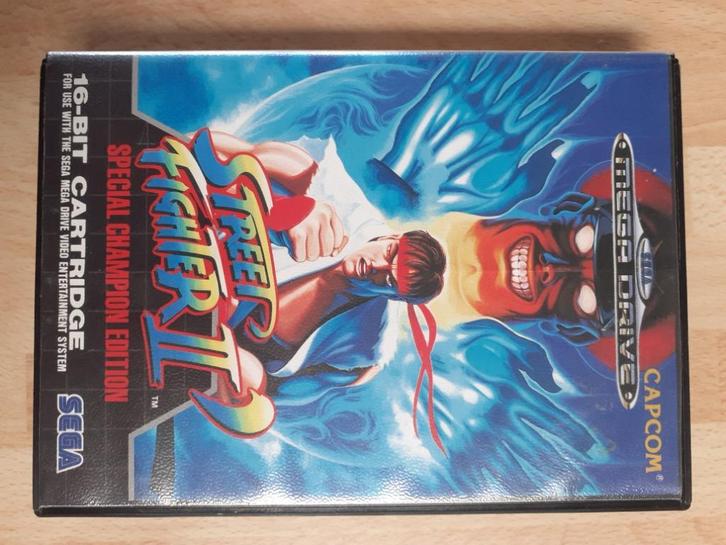 CAPCOM®
SEGA
MEGA DRIVE
STREET
FIGHTER II
TM
SPECIAL CHAMPION EDITION
16-BIT CARTRIDGE
FOR USE WITH THE SEGA MEGA DRIVE VIDEO ENTERTAINMENT SYSTEM
SEGA